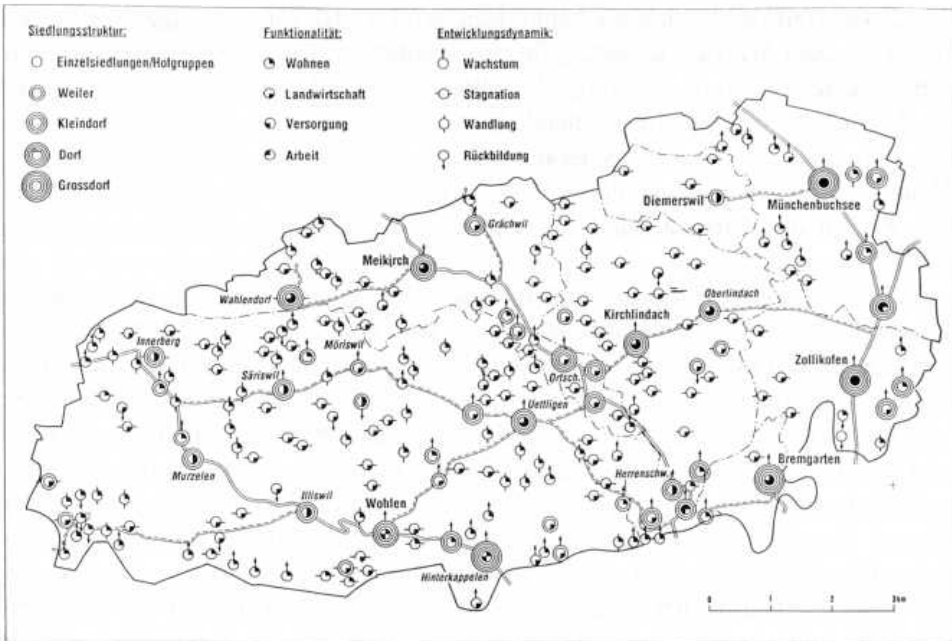 Siedlungsstruktur:
Einzelsiedlungen/Hofgruppen
Weiler
Kleindorf
Dorf
Grossdorf
Funktionalität:
Wohnen
Landwirtschaft
Versorgung
Arbeit
Entwicklungsdynamik:
Wachstum
Stagnation
Wandlung
Rückbildung
Münchenbuchsee
Diemerswil
Grächwil
Meikirch
Wahlendorf
Oberlindach
Kirchlindach
Möriswil
Innerberg
Zollikofen
Ortsch.
Säriswil
Uettligen
Bremgarten
Herrenschw.
Murzelen
Illiswil
Wohlen
Hinterkappelen
0 1 2 3km